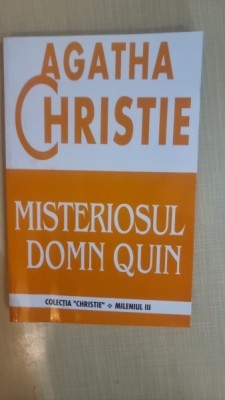 AGATHA
CHRISTIE
MISTERIOSUL
DOMN QUIN
COLECȚIA "CHRISTIE" ❖ MILENIUL III